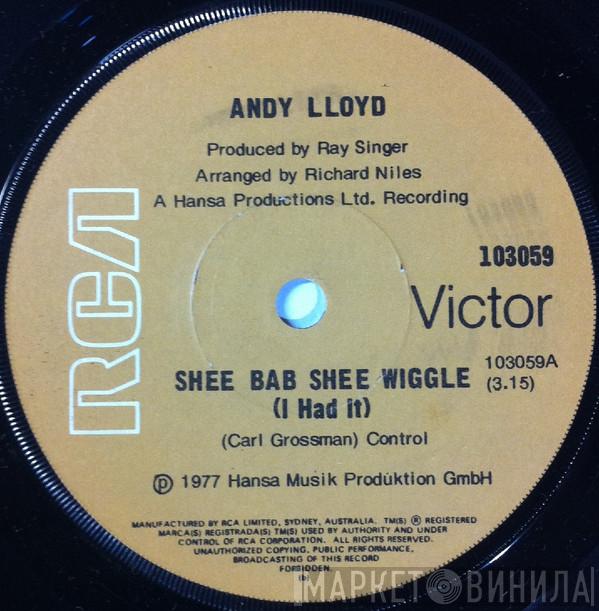 ANDY LLOYD
Produced by Ray Singer
Arranged by Richard Niles
A Hansa Productions Ltd. Recording
RCA
103059
Victor
SHEE BAB SHEE WIGGLE
(I Had it)
103059A
(3.15)
(Carl Grossman) Control
℗ 1977 Hansa Musik Produktion GmbH
MANUFACTURED BY RCA LIMITED, SYDNEY, AUSTRALIA. TM(S) ® REGISTERED
MARCA(S) REGISTRADA(S) TM(S) USED BY AUTHORITY AND UNDER
CONTROL OF RCA CORPORATION. ALL RIGHTS RESERVED.
UNAUTHORIZED COPYING, PUBLIC PERFORMANCE,
BROADCASTING OF THIS RECORD
FORBIDDEN.
(b)
МАРКЕТ ВИНИЛА